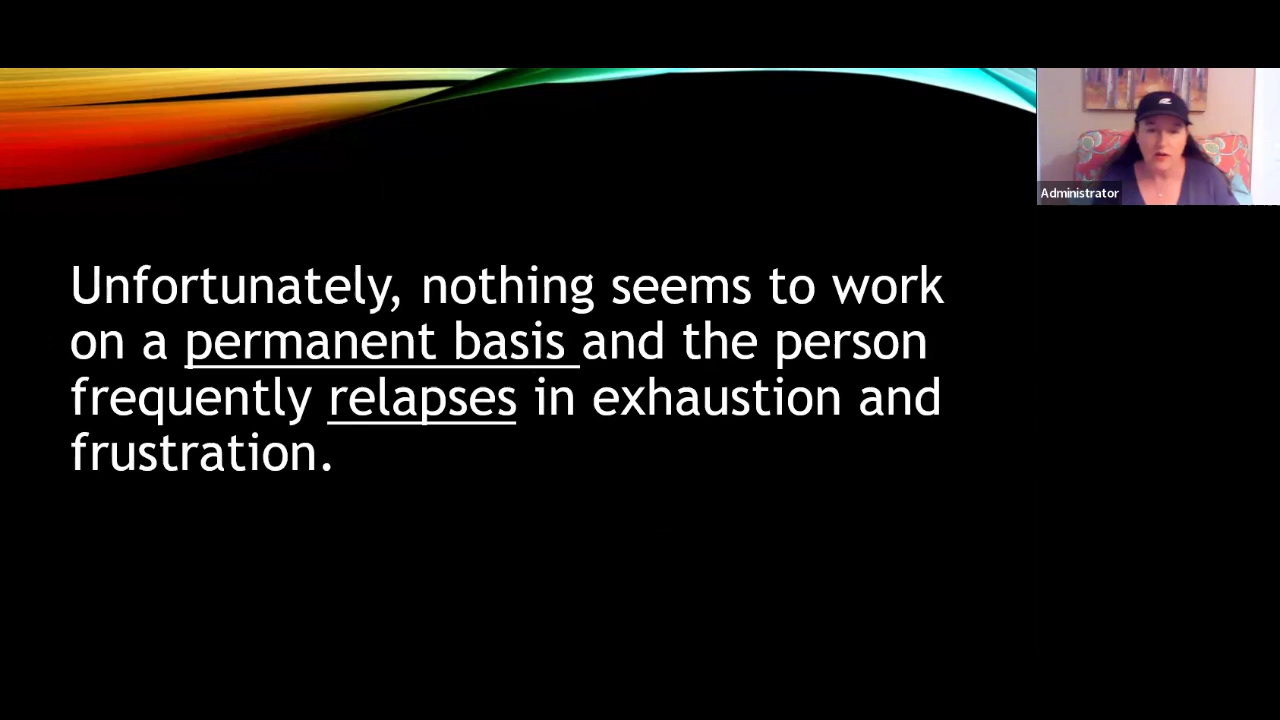 Administrator
Unfortunately, nothing seems to work
on a permanent basis and the person
frequently relapses in exhaustion and
frustration.